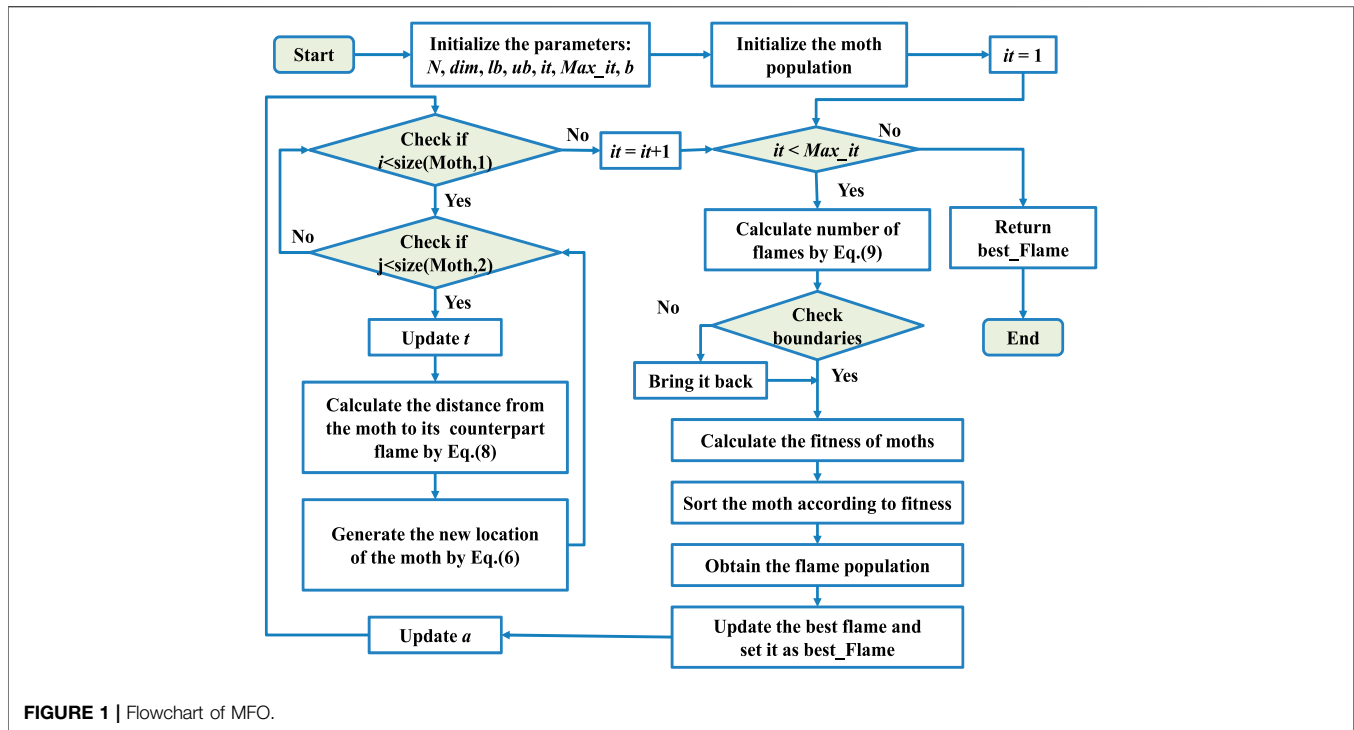 Start
Initialize the parameters:
N, dim, lb, ub, it, Max_it, b
Initialize the moth
population
it = 1
Check if
i<size(Moth,1)
No
it = it+1
it < Max_it
No
Yes
Yes
Check if
j<size(Moth,2)
No
Yes
Calculate number of
flames by Eq.(9)
Return
best_Flame
Update t
No
Check
boundaries
End
Bring it back
Yes
Calculate the distance from
the moth to its counterpart
flame by Eq.(8)
Calculate the fitness of moths
Sort the moth according to fitness
Generate the new location
of the moth by Eq.(6)
Obtain the flame population
Update a
Update the best flame and
set it as best_Flame
FIGURE 1 | Flowchart of MFO.